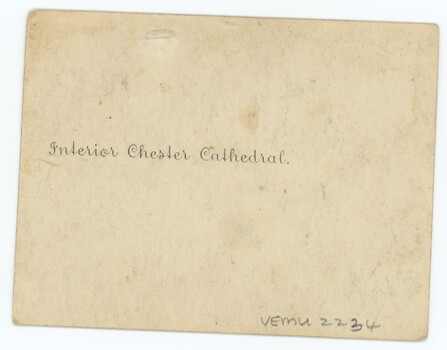 Interior Chester Cathedral.
VEMU 2234